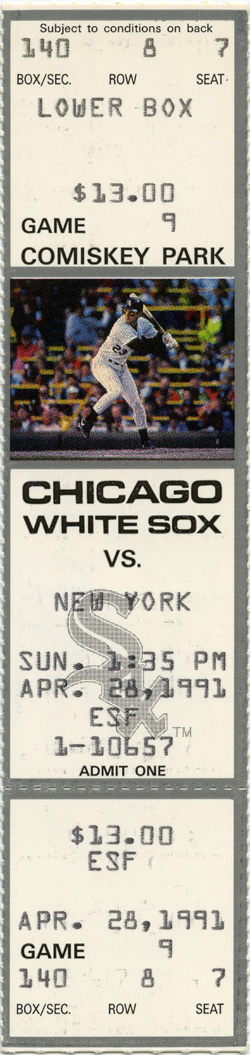 Subject to conditions on back
140 8 7
BOX/SEC. ROW SEAT
LOWER BOX
$13.00
GAME 9
COMISKEY PARK
23
CHICAGO
WHITE SOX
VS.
NEW YORK
SUN. 1:35 PM
APR. 28,1991
ESF
1-10657
TM
ADMIT ONE
$13.00
ESF
APR. 28,1991
GAME 9
140 8 7
BOX/SEC. ROW SEAT